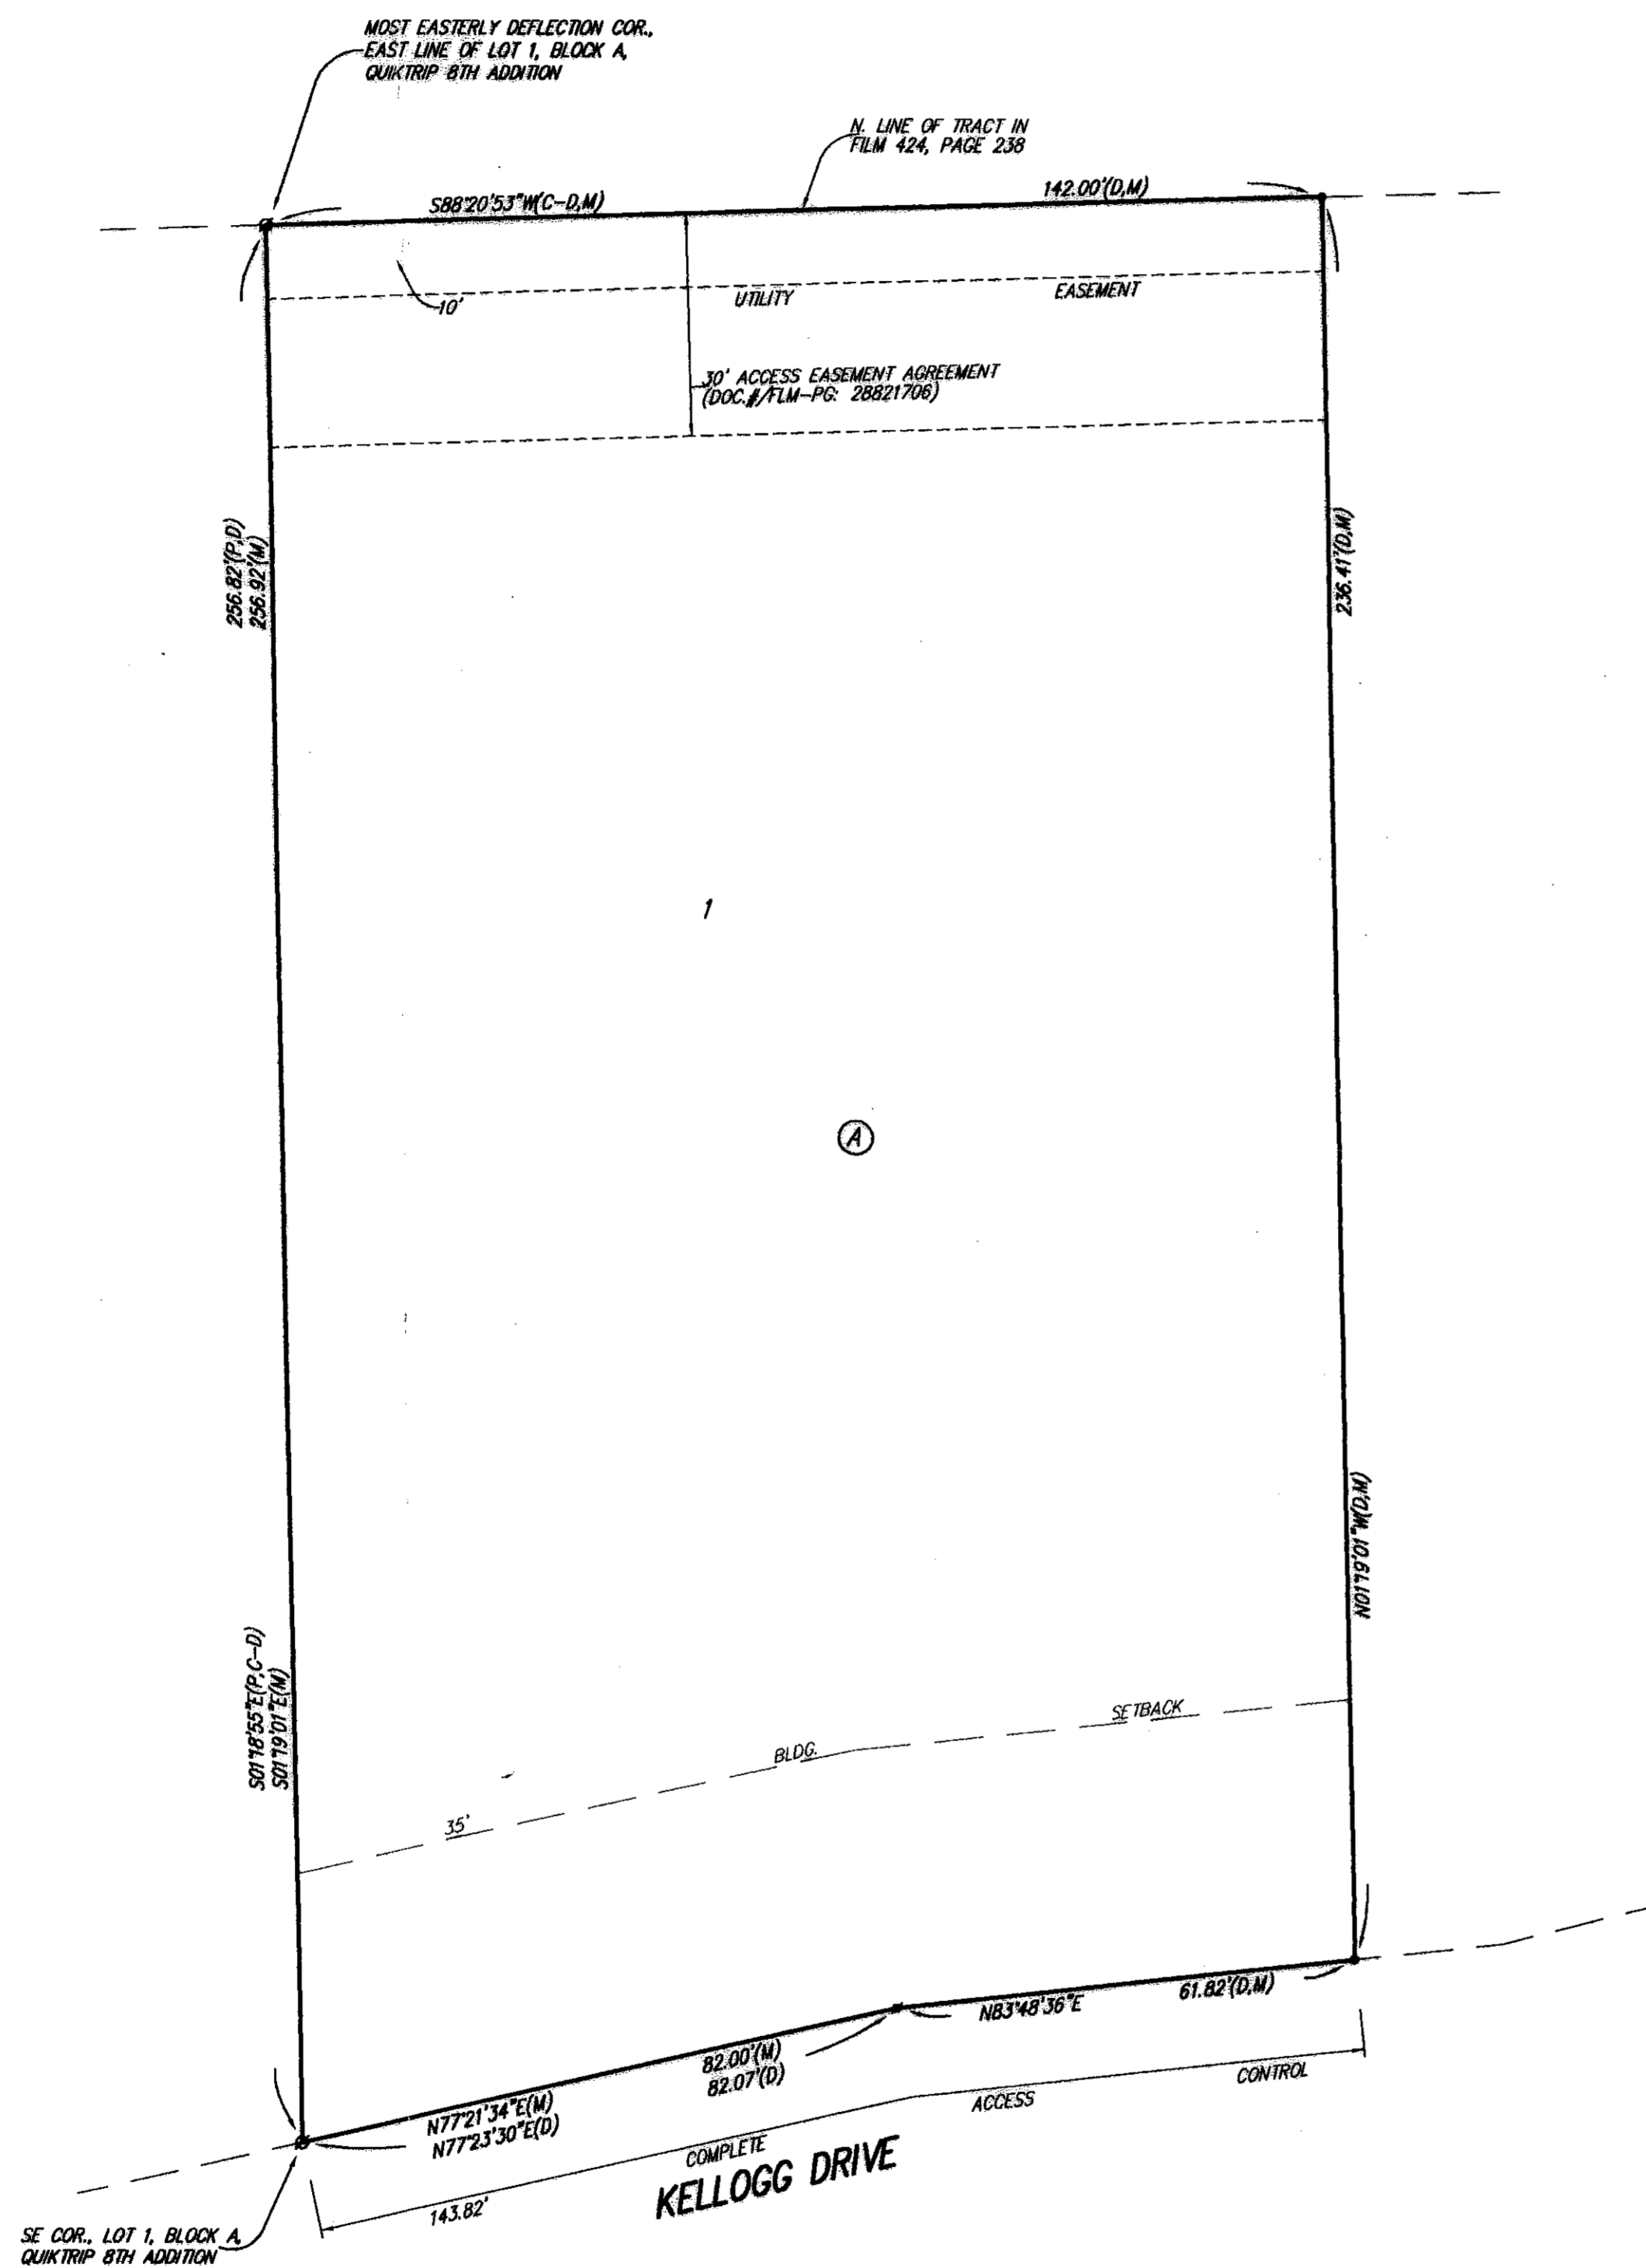 MOST EASTERLY DEFLECTION COR.,
EAST LINE OF LOT 1, BLOCK A,
QUIKTRIP 8TH ADDITION
N. LINE OF TRACT IN
FILM 424, PAGE 238
S88°20'53"W(C-D,M)
142.00'(D,M)
10'
UTILITY
EASEMENT
30' ACCESS EASEMENT AGREEMENT
(DOC.#/FLM-PG: 28821706)
256.82'(P,D)
256.92'(M)
236.41'(D,M)
1
A
N01°19'01"W(D,M)
S01°18'55"E(P,C-D)
S01°19'01"E(M)
SETBACK
BLDG.
35'
61.82'(D,M)
N83°48'36"E
82.00'(M)
82.07'(D)
N77°21'34"E(M)
N77°23'30"E(D)
COMPLETE
ACCESS
CONTROL
KELLOGG DRIVE
143.82'
SE COR., LOT 1, BLOCK A,
QUIKTRIP 8TH ADDITION